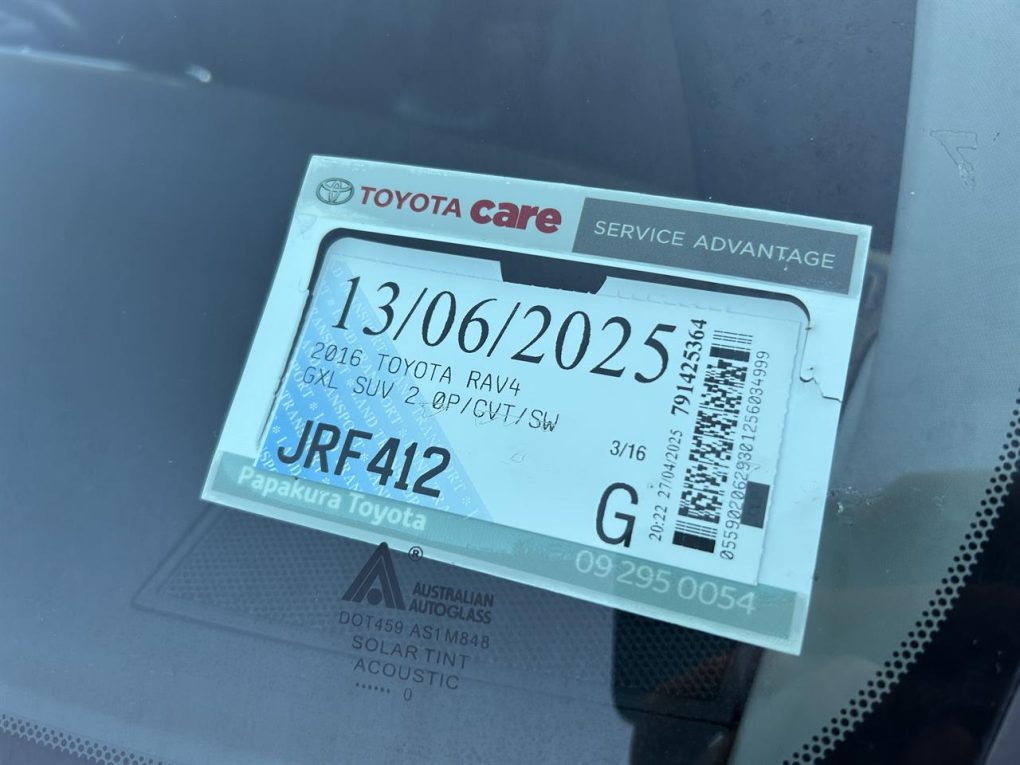 TOYOTA care
SERVICE ADVANTAGE
13/06/2025
2016 TOYOTA RAV4
GXL SUV 2.0P/CVT/SW
JRF412
3/16
G
20:22 27/04/2025 791425364
0559020629301256034999
Papakura Toyota
09 295 0054
®
AUSTRALIAN
AUTOGLASS
DOT459 AS1 M848
SOLAR TINT
ACOUSTIC
...... 0